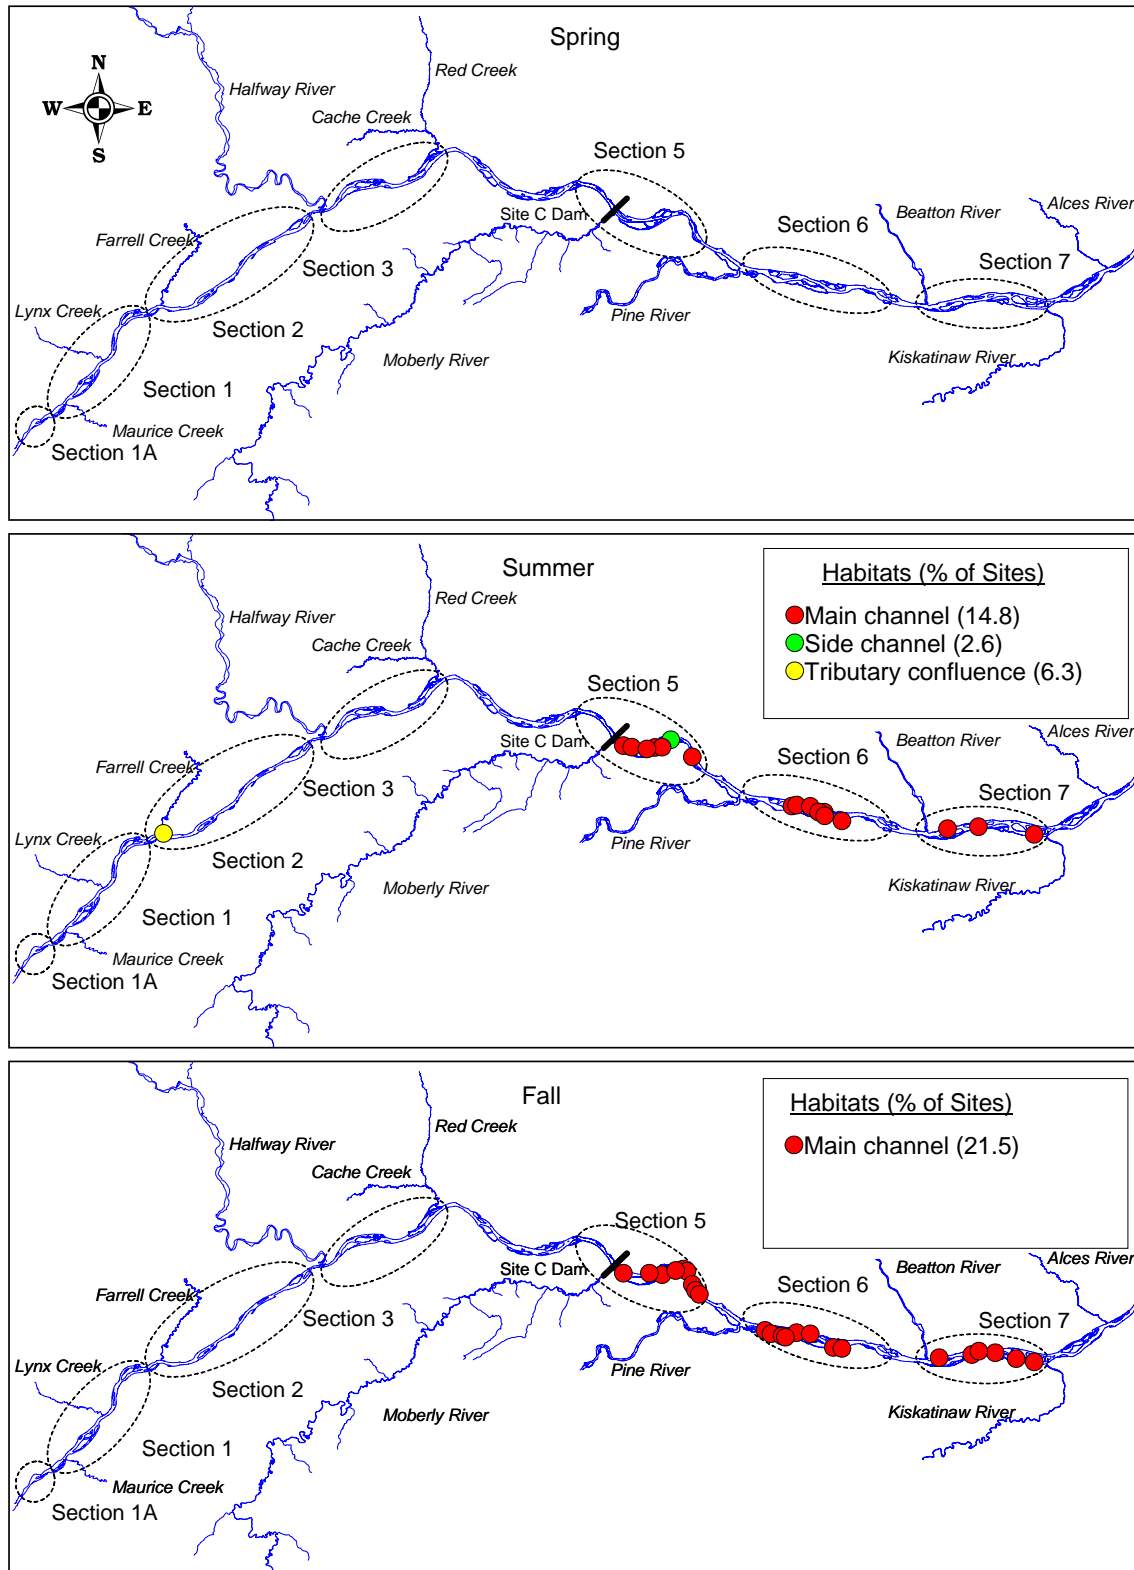 Spring
N
W E
S
Halfway River
Red Creek
Cache Creek
Section 5
Site C Dam
Beatton River
Alces River
Section 6
Farrell Creek
Section 3
Section 7
Lynx Creek
Section 2
Pine River
Moberly River
Kiskatinaw River
Section 1
Maurice Creek
Section 1A
Summer
Habitats (% of Sites)
Main channel (14.8)
Side channel (2.6)
Tributary confluence (6.3)
Halfway River
Red Creek
Cache Creek
Section 5
Site C Dam
Beatton River
Alces River
Section 6
Farrell Creek
Section 3
Section 7
Lynx Creek
Section 2
Pine River
Moberly River
Kiskatinaw River
Section 1
Maurice Creek
Section 1A
Fall
Habitats (% of Sites)
Main channel (21.5)
Halfway River
Red Creek
Cache Creek
Section 5
Site C Dam
Beatton River
Alces River
Section 6
Farrell Creek
Section 3
Section 7
Lynx Creek
Section 2
Pine River
Moberly River
Kiskatinaw River
Section 1
Maurice Creek
Section 1A